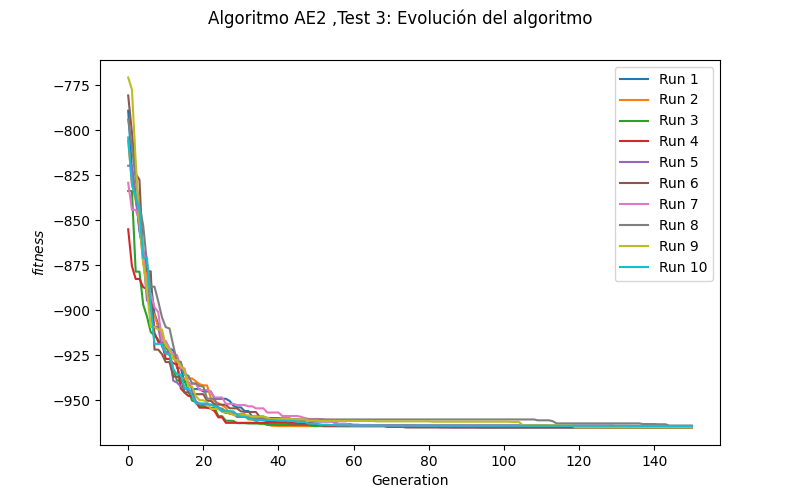 Algoritmo AE2 ,Test 3: Evolución del algoritmo
−775
−800
−825
−850
−875
−900
−925
−950
fitness
0
20
40
60
80
100
120
140
Generation
Run 1
Run 2
Run 3
Run 4
Run 5
Run 6
Run 7
Run 8
Run 9
Run 10